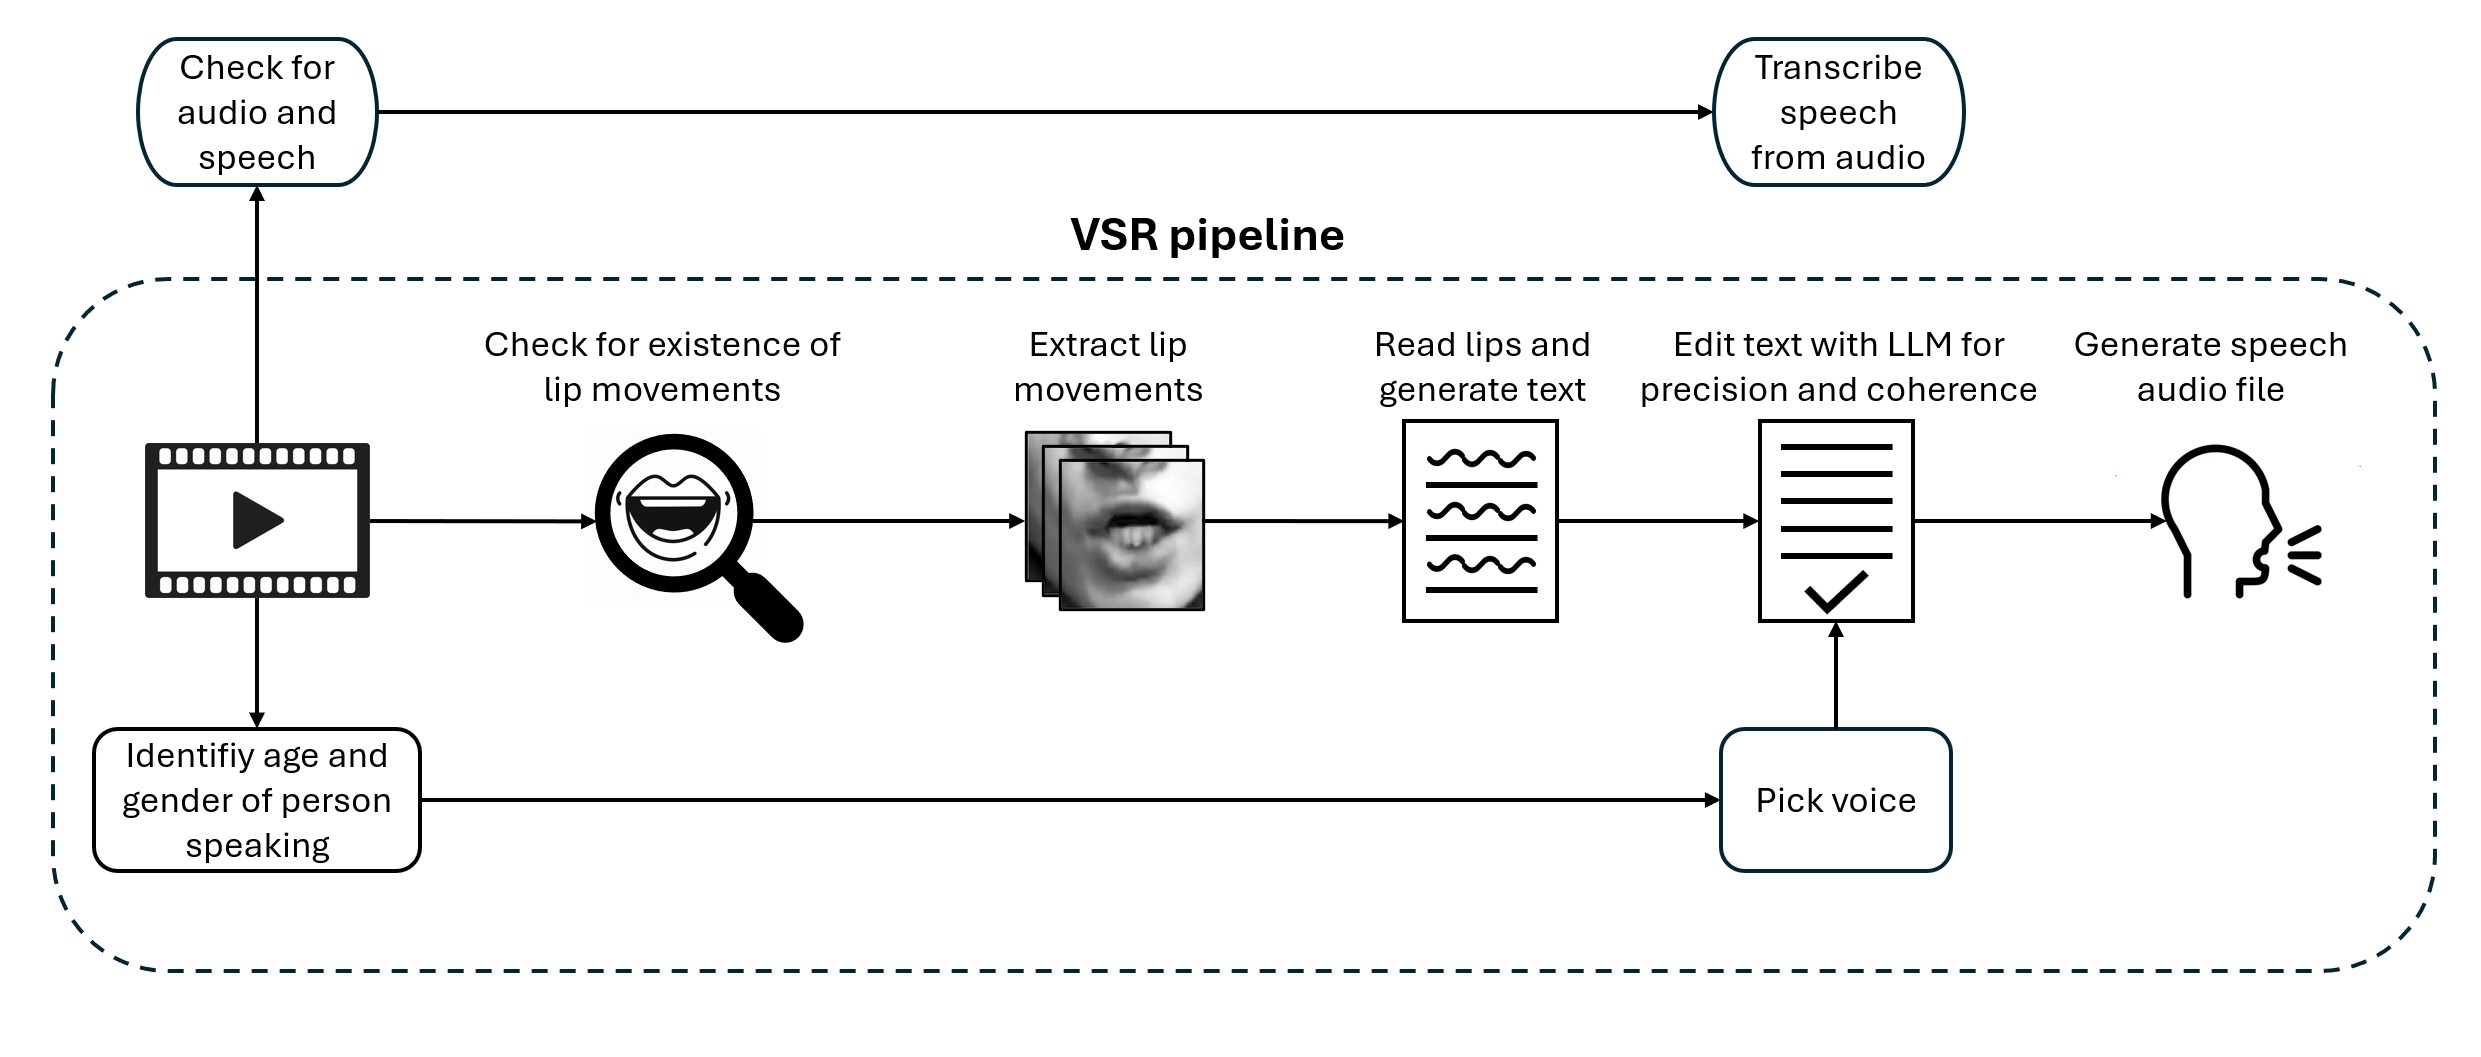 Check for
audio and
speech
Transcribe
speech
from audio
VSR pipeline
Check for existence of
lip movements
Extract lip
movements
Read lips and
generate text
Edit text with LLM for
precision and coherence
Generate speech
audio file
Identifiy age and
gender of person
speaking
Pick voice